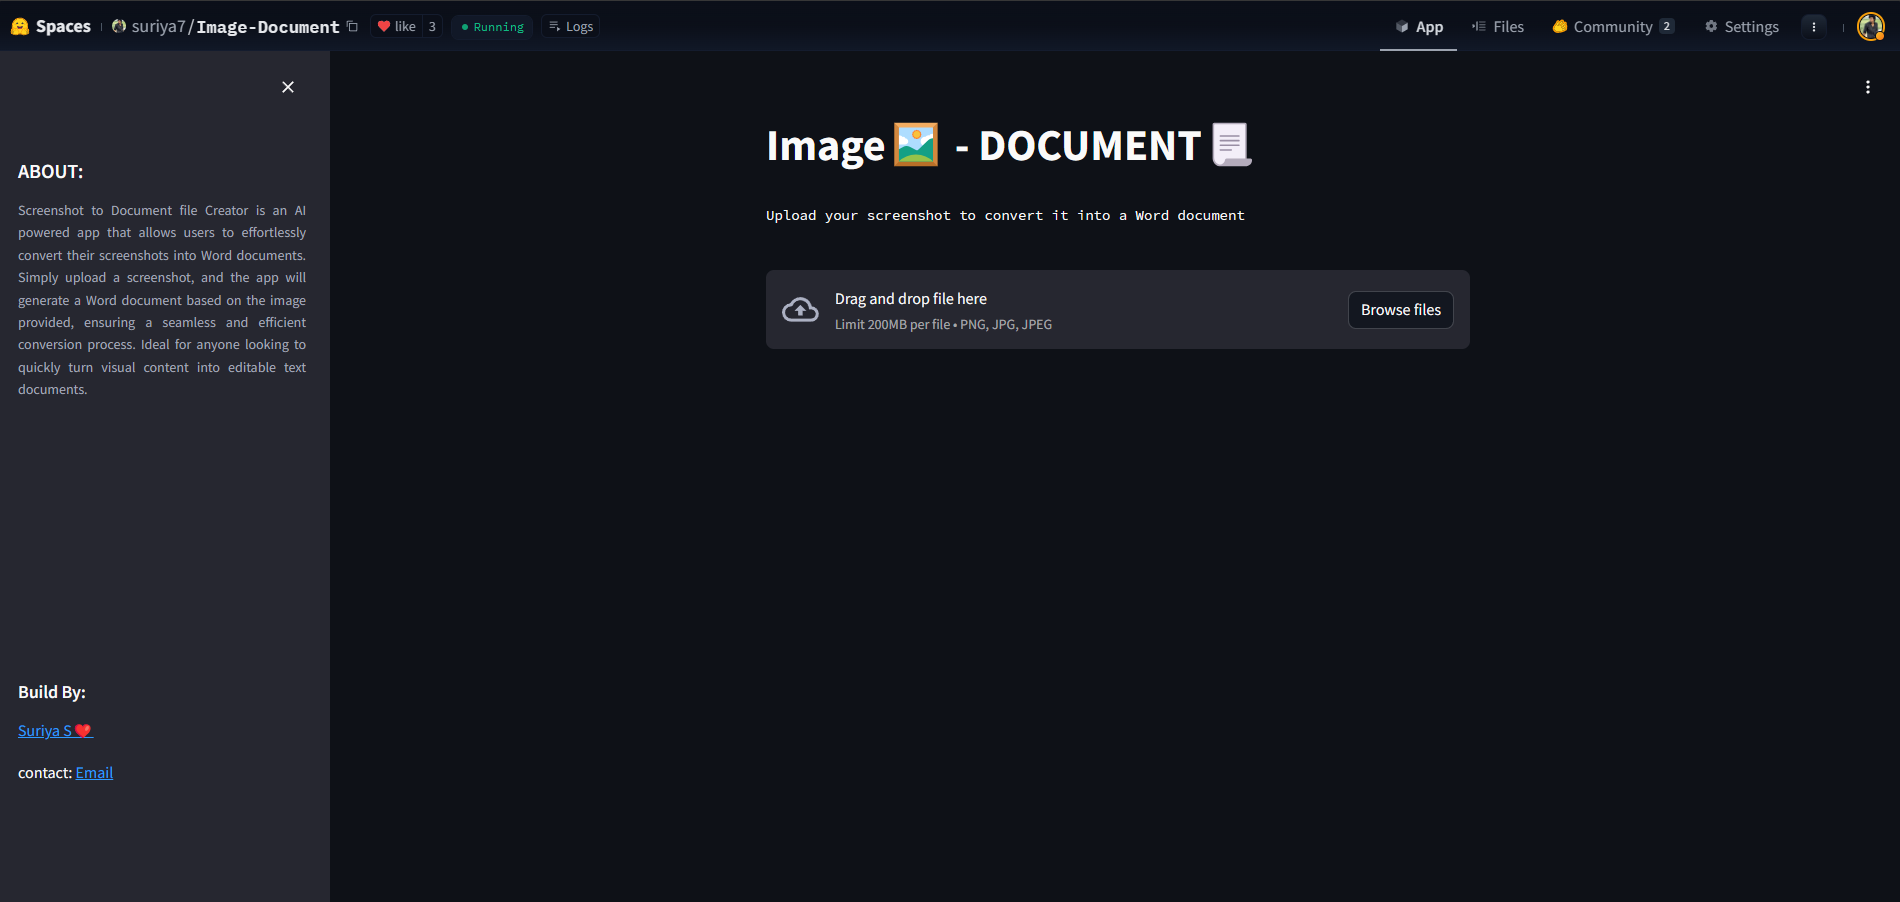 Spaces
suriya7/Image-Document
like 3
Running
Logs
App
Files
Community 2
Settings
ABOUT:
Screenshot to Document file Creator is an AI
powered app that allows users to effortlessly
convert their screenshots into Word documents.
Simply upload a screenshot, and the app will
generate a Word document based on the image
provided, ensuring a seamless and efficient
conversion process. Ideal for anyone looking to
quickly turn visual content into editable text
documents.
Build By:
Suriya S❤️
contact: Email
Image🖼️ - DOCUMENT📜
Upload your screenshot to convert it into a Word document
Drag and drop file here
Limit 200MB per file • PNG, JPG, JPEG
Browse files